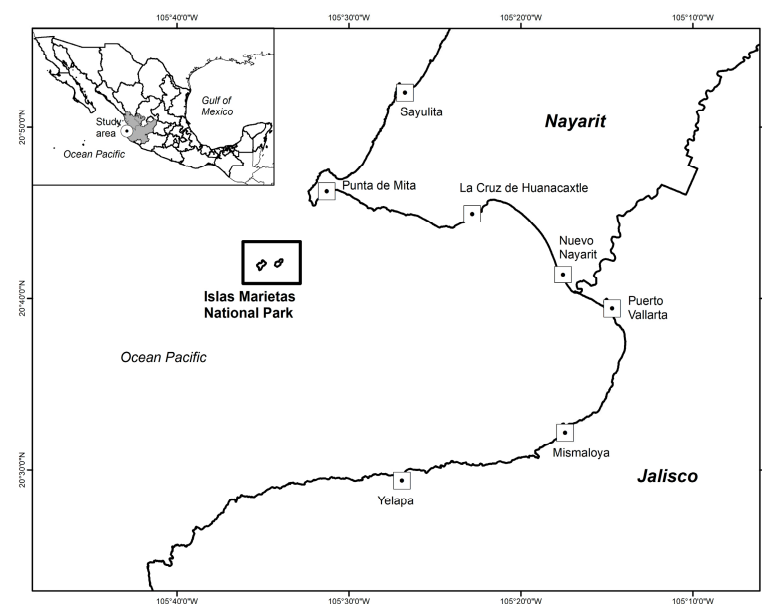 105°40'0"W
105°30'0"W
105°20'0"W
105°10'0"W
Gulf of
Mexico
Study
area
Ocean Pacific
20°50'0"N
20°40'0"N
20°30'0"N
Sayulita
Nayarit
Punta de Mita
La Cruz de Huanacaxtle
Nuevo
Nayarit
Islas Marietas
National Park
Puerto
Vallarta
Ocean Pacific
Mismaloya
Jalisco
Yelapa
105°40'0"W
105°30'0"W
105°20'0"W
105°10'0"W